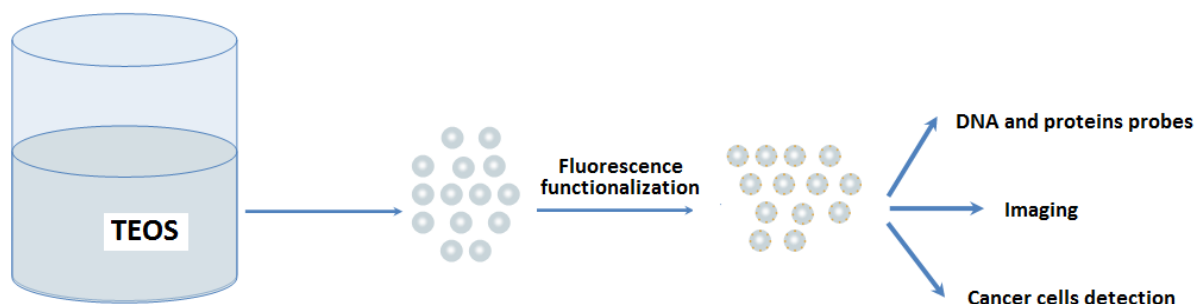 TEOS
Fluorescence
functionalization
DNA and proteins probes
Imaging
Cancer cells detection